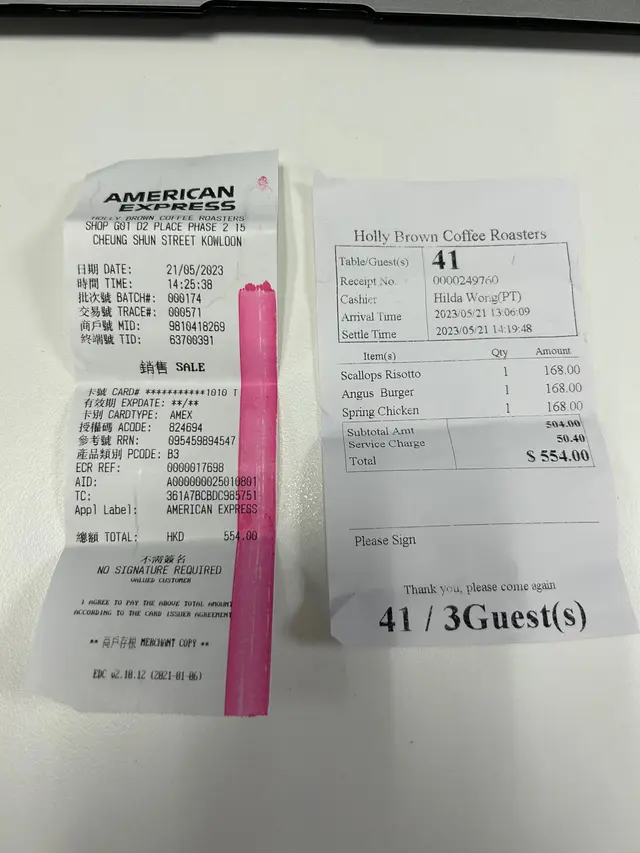 AMERICAN
EXPRESS
HOLLY BROWN COFFEE ROASTERS
SHOP G01 D2 PLACE PHASE 2 15
CHEUNG SHUN STREET KOWLOON
日期 DATE: 21/05/2023
時間 TIME: 14:25:38
批次號 BATCH#: 000174
交易號 TRACE#: 000571
商戶號 MID: 9810418269
終端號 TID: 63700391
銷售 SALE
卡號 CARD# ***********1010 T
有效期 EXPDATE: **/**
卡別 CARDTYPE: AMEX
授權碼 ACODE: 824694
參考號 RRN: 095459894547
產品類別 PCODE: B3
ECR REF: 0000017698
AID: A000000025010801
TC: 361A7BCBDC985751
Appl Label: AMERICAN EXPRESS
總額 TOTAL: HKD 554.00
不需簽名
NO SIGNATURE REQUIRED
VALUED CUSTOMER
I AGREE TO PAY THE ABOVE TOTAL AMOUNT
ACCORDING TO THE CARD ISSUER AGREEMENT
** 商戶存根 MERCHANT COPY **
EDC v2.10.12 (2021-01-06)
Holly Brown Coffee Roasters
Table/Guest(s) 41 /
Receipt No. 0000249760
Cashier Hilda Wong(PT)
Arrival Time 2023/05/21 13:06:09
Settle Time 2023/05/21 14:19:48
Item(s) Qty Amount
Scallops Risotto 1 168.00
Angus Burger 1 168.00
Spring Chicken 1 168.00
Subtotal Amt 504.00
Service Charge 50.40
Total $ 554.00
Please Sign
Thank you, please come again
41 / 3Guest(s)